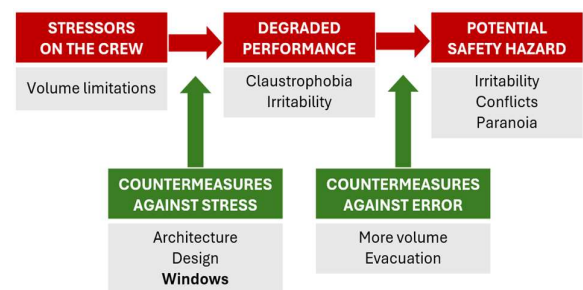 STRESSORS
ON THE CREW
Volume limitations
DEGRADED
PERFORMANCE
Claustrophobia
Irritability
POTENTIAL
SAFETY HAZARD
Irritability
Conflicts
Paranoia
COUNTERMEASURES
AGAINST STRESS
Architecture
Design
Windows
COUNTERMEASURES
AGAINST ERROR
More volume
Evacuation